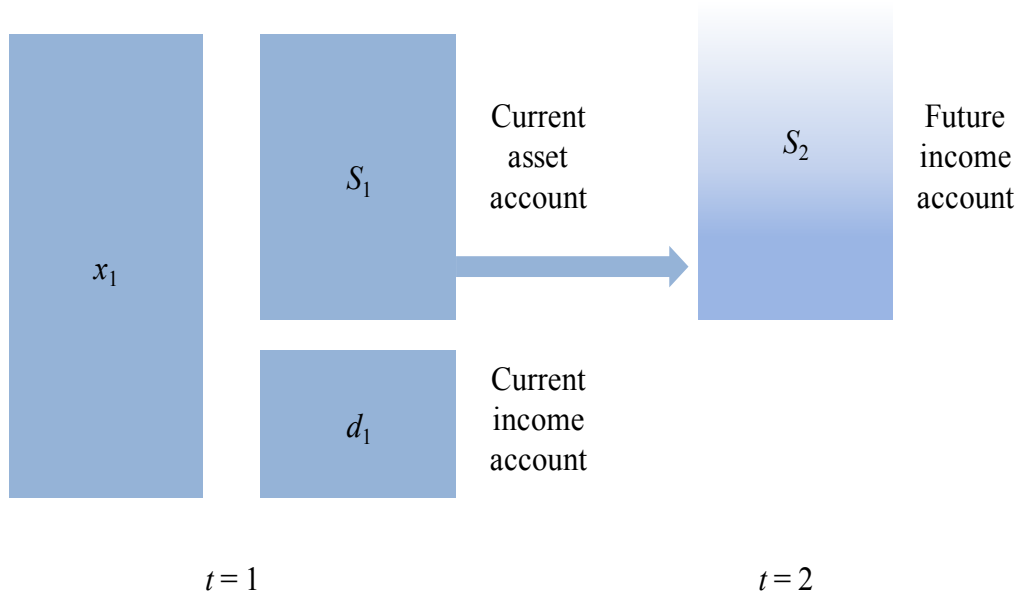 x₁
S₁
Current
asset
account
d₁
Current
income
account
S₂
Future
income
account
t = 1
t = 2